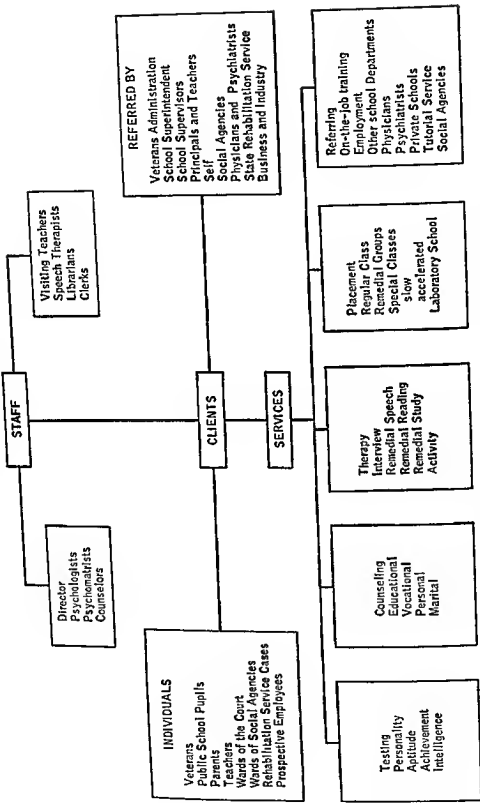 STAFF
Director
Psychologists
Psychomatrists
Counselors
Visiting Teachers
Speech Therapists
Librarians
Clerks
CLIENTS
INDIVIDUALS
Veterans
Public School Pupils
Parents
Teachers
Wards of the Court
Wards of Social Agencies
Rehabilitation Service Cases
Prospective Employees
REFERRED BY
Veterans Administration
School Superintendent
School Supervisors
Principals and Teachers
Self
Social Agencies
Physicians and Psychiatrists
State Rehabilitation Service
Business and Industry
SERVICES
Testing
Personality
Aptitude
Achievement
Intelligence
Counseling
Educational
Vocational
Personal
Marital
Therapy
Interview
Remedial Speech
Remedial Reading
Remedial Study
Activity
Placement
Regular Class
Remedial Groups
Special Classes
slow
accelerated
Laboratory School
Referring
On-the-job training
Employment
Other school Departments
Physicians
Psychiatrists
Private Schools
Tutorial Service
Social Agencies